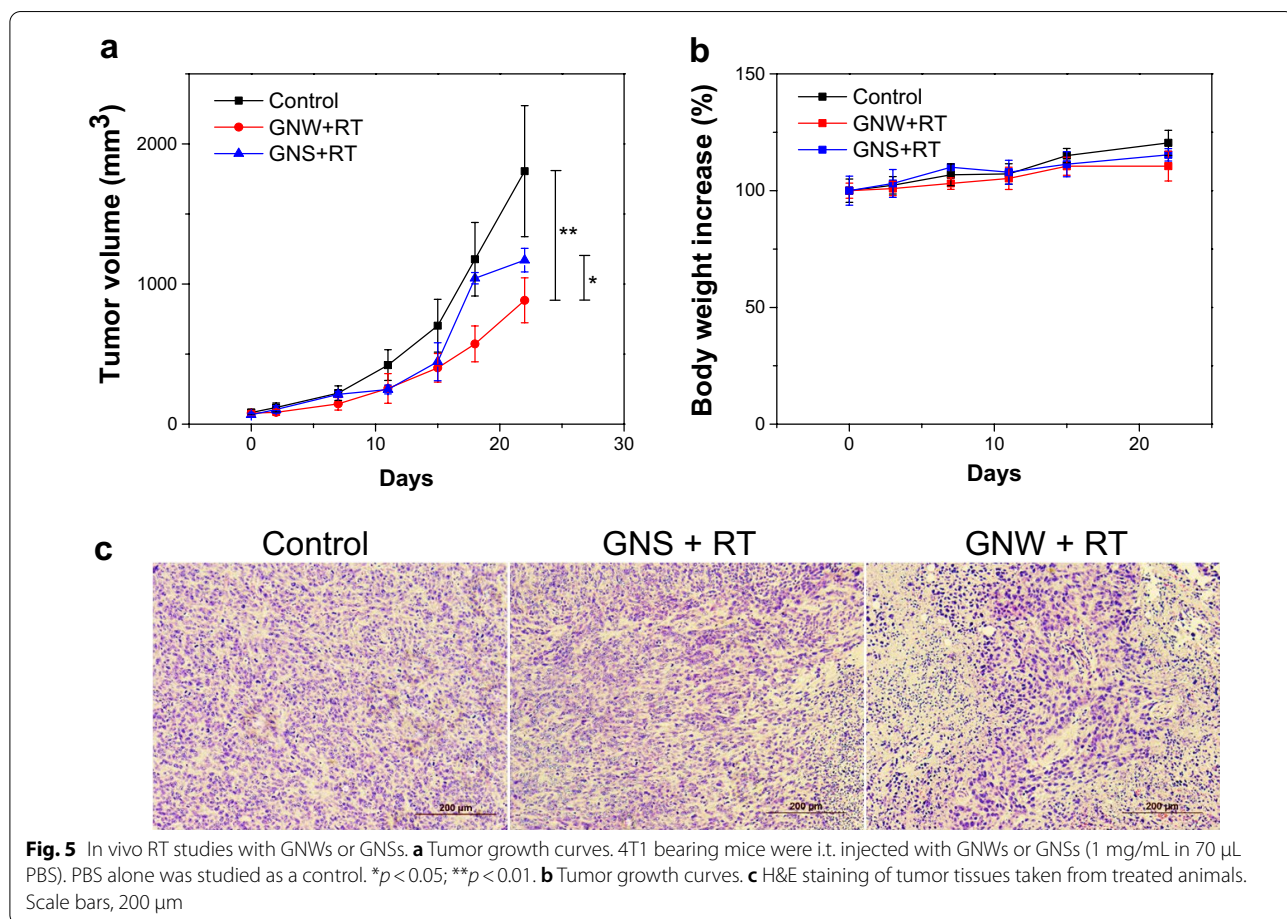 a
Tumor volume (mm³)
2000
1000
0
Control
GNW+RT
GNS+RT
**
*
0 10 20 30
Days
b
Body weight increase (%)
150
100
50
0
Control
GNW+RT
GNS+RT
0 10 20
Days
c
Control GNS + RT GNW + RT
200 µm 200 µm 200 µm
Fig. 5 In vivo RT studies with GNWs or GNSs. a Tumor growth curves. 4T1 bearing mice were i.t. injected with GNWs or GNSs (1 mg/mL in 70 µL
PBS). PBS alone was studied as a control. *p < 0.05; **p < 0.01. b Tumor growth curves. c H&E staining of tumor tissues taken from treated animals.
Scale bars, 200 µm